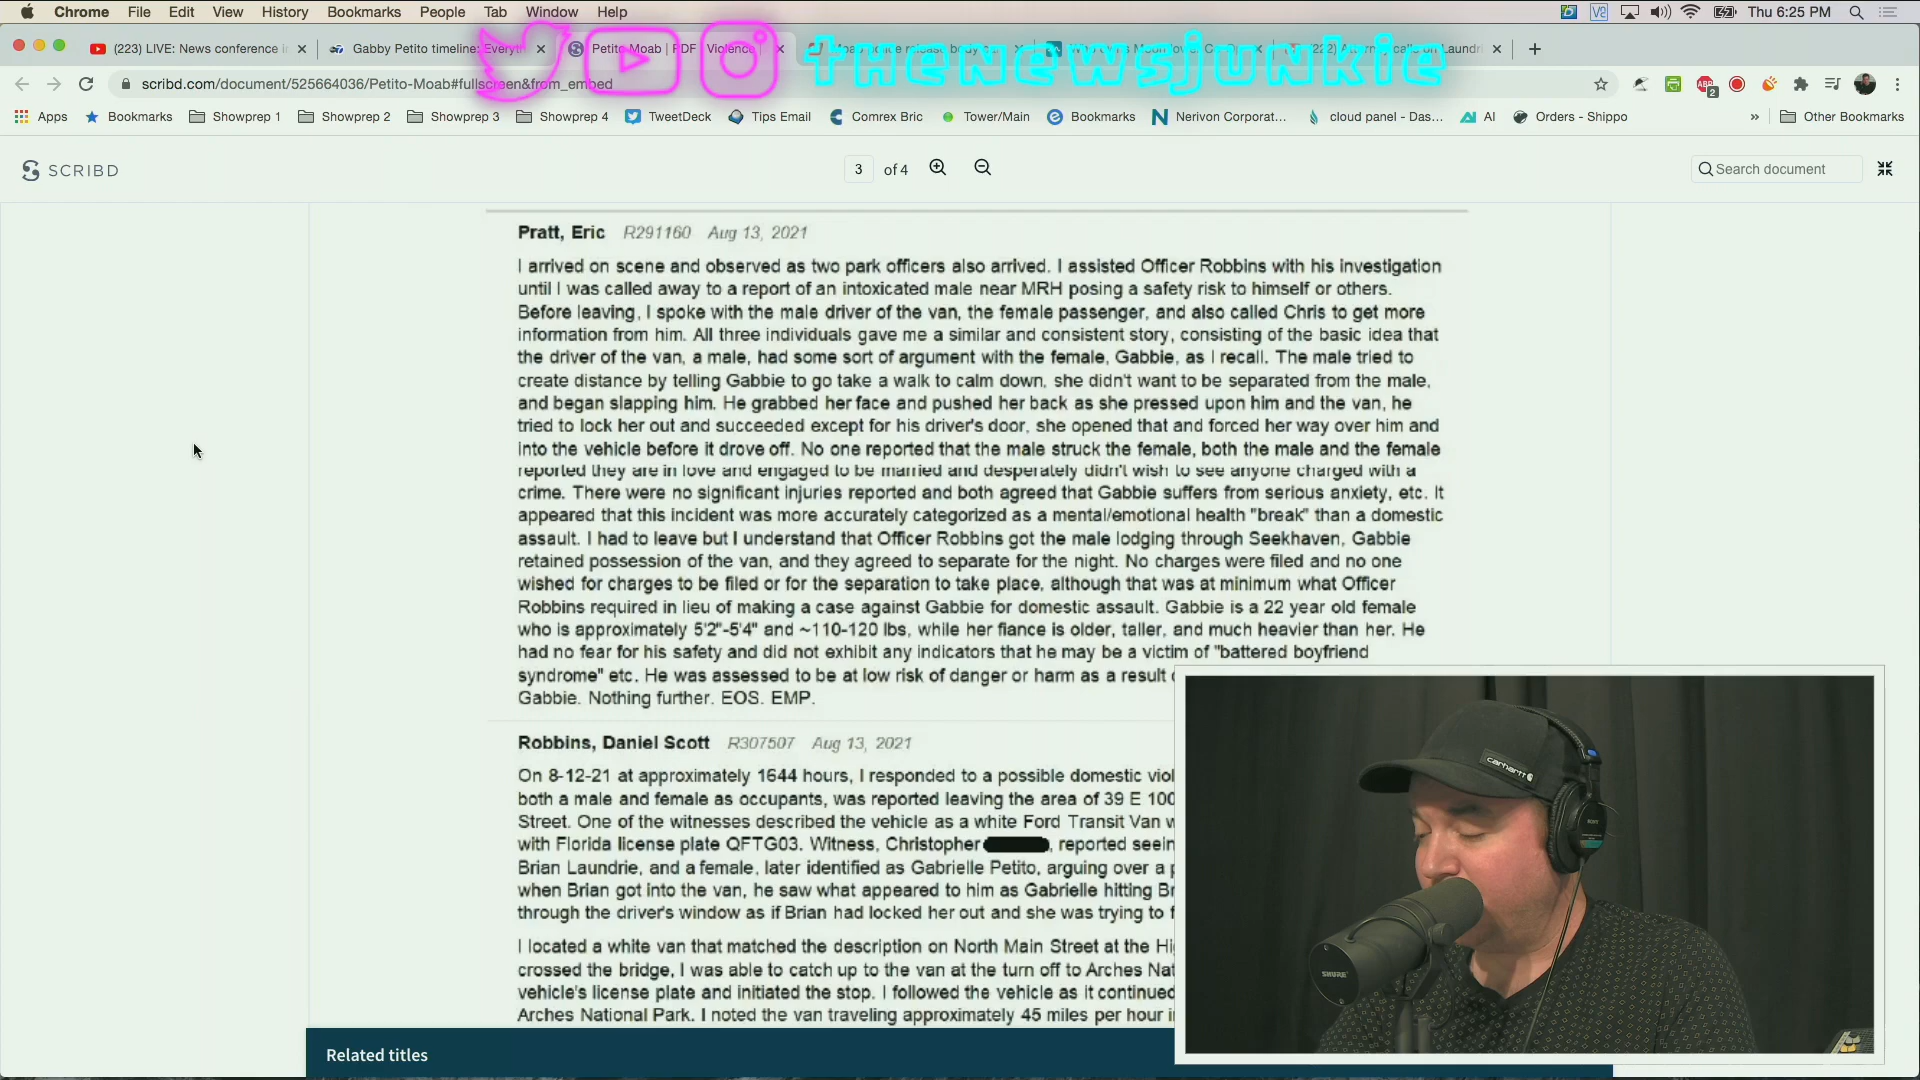 Chrome File Edit View History Bookmarks People Tab Window Help Thu 6:25 PM
(223) LIVE: News conference i
Gabby Petito timeline: Everyt
Petito-Moab | PDF | Violence
thenewsjunkie
scribd.com/document/525664036/Petito-Moab#fullscreen&from_embed
ABP 2
Apps Bookmarks Showprep 1 Showprep 2 Showprep 3 Showprep 4 TweetDeck Tips Email Comrex Bric Tower/Main Bookmarks Nerivon Corporat... cloud panel - Das... AI Orders - Shippo » Other Bookmarks
SCRIBD
3 of 4
Search document
Pratt, Eric R291160 Aug 13, 2021
I arrived on scene and observed as two park officers also arrived. I assisted Officer Robbins with his investigation
until I was called away to a report of an intoxicated male near MRH posing a safety risk to himself or others.
Before leaving, I spoke with the male driver of the van, the female passenger, and also called Chris to get more
information from him. All three individuals gave me a similar and consistent story, consisting of the basic idea that
the driver of the van, a male, had some sort of argument with the female, Gabbie, as I recall. The male tried to
create distance by telling Gabbie to go take a walk to calm down, she didn't want to be separated from the male,
and began slapping him. He grabbed her face and pushed her back as she pressed upon him and the van, he
tried to lock her out and succeeded except for his driver's door, she opened that and forced her way over him and
into the vehicle before it drove off. No one reported that the male struck the female, both the male and the female
reported they are in love and engaged to be married and desperately didn't wish to see anyone charged with a
crime. There were no significant injuries reported and both agreed that Gabbie suffers from serious anxiety, etc. It
appeared that this incident was more accurately categorized as a mental/emotional health "break" than a domestic
assault. I had to leave but I understand that Officer Robbins got the male lodging through Seekhaven, Gabbie
retained possession of the van, and they agreed to separate for the night. No charges were filed and no one
wished for charges to be filed or for the separation to take place, although that was at minimum what Officer
Robbins required in lieu of making a case against Gabbie for domestic assault. Gabbie is a 22 year old female
who is approximately 5'2"-5'4" and ~110-120 lbs, while her fiance is older, taller, and much heavier than her. He
had no fear for his safety and did not exhibit any indicators that he may be a victim of "battered boyfriend
syndrome" etc. He was assessed to be at low risk of danger or harm as a result
Gabbie. Nothing further. EOS. EMP.
Robbins, Daniel Scott R307507 Aug 13, 2021
On 8-12-21 at approximately 1644 hours, I responded to a possible domestic viol
both a male and female as occupants, was reported leaving the area of 39 E 100
Street. One of the witnesses described the vehicle as a white Ford Transit Van w
with Florida license plate QFTG03. Witness, Christopher , reported seein
Brian Laundrie, and a female, later identified as Gabrielle Petito, arguing over a p
when Brian got into the van, he saw what appeared to him as Gabrielle hitting Br
through the driver's window as if Brian had locked her out and she was trying to f
I located a white van that matched the description on North Main Street at the Hi
crossed the bridge, I was able to catch up to the van at the turn off to Arches Nat
vehicle's license plate and initiated the stop. I followed the vehicle as it continued
Arches National Park. I noted the van traveling approximately 45 miles per hour i
Related titles
carhartt
SHURE